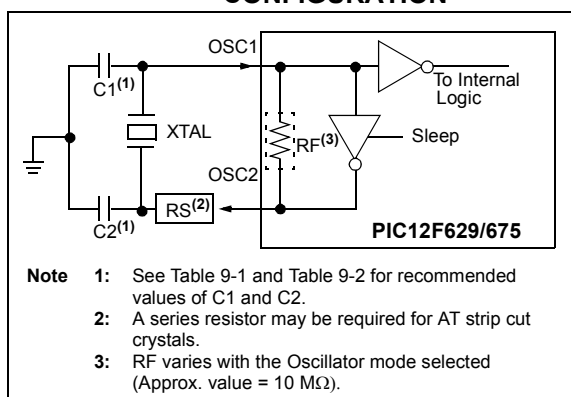 CONFIGURATION
OSC1
C1(1)
To Internal
Logic
XTAL
RF(3)
Sleep
OSC2
RS(2)
C2(1)
PIC12F629/675
Note 1: See Table 9-1 and Table 9-2 for recommended
values of C1 and C2.
2: A series resistor may be required for AT strip cut
crystals.
3: RF varies with the Oscillator mode selected
(Approx. value = 10 MΩ).